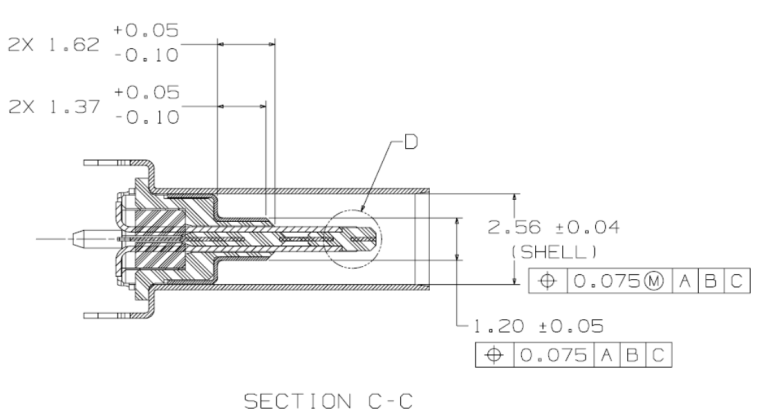 2X 1.62 +0.05
-0.10
2X 1.37 +0.05
-0.10
D
2.56 ±0.04
(SHELL)
⌖ 0.075Ⓜ A B C
1.20 ±0.05
⌖ 0.075 A B C
SECTION C-C